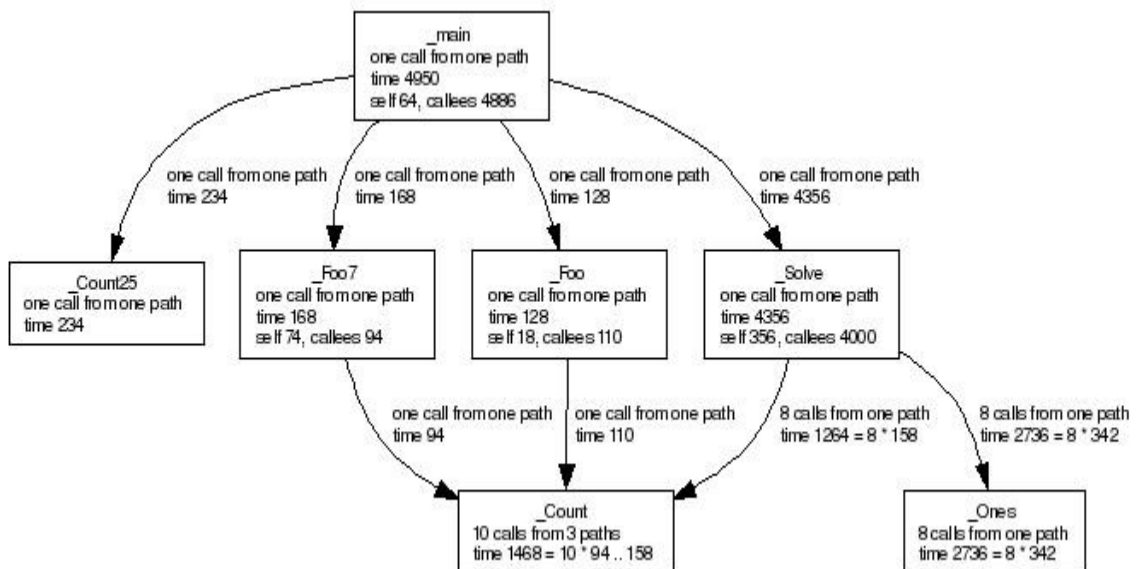 _main
one call from one path
time 4950
self 64, callees 4886
one call from one path
time 234
one call from one path
time 168
one call from one path
time 128
one call from one path
time 4356
_Count25
one call from one path
time 234
_Foo7
one call from one path
time 168
self 74, callees 94
_Foo
one call from one path
time 128
self 18, callees 110
_Solve
one call from one path
time 4356
self 356, callees 4000
one call from one path
time 94
one call from one path
time 110
8 calls from one path
time 1264 = 8 * 158
8 calls from one path
time 2736 = 8 * 342
_Count
10 calls from 3 paths
time 1468 = 10 * 94 .. 158
_Ones
8 calls from one path
time 2736 = 8 * 342